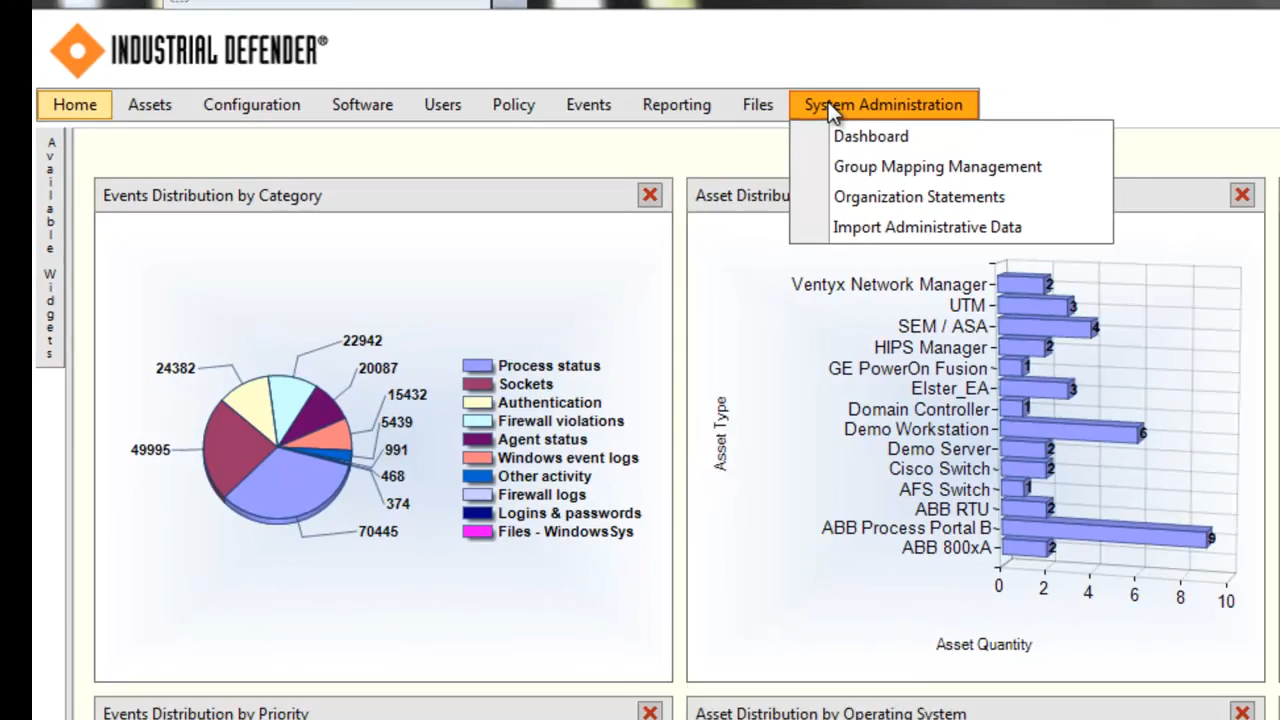 INDUSTRIAL DEFENDER®
Home Assets Configuration Software Users Policy Events Reporting Files System Administration
Dashboard
Group Mapping Management
Organization Statements
Import Administrative Data
Available Widgets
Events Distribution by Category
22942
24382
20087
15432
5439
49995
991
468
374
70445
Process status
Sockets
Authentication
Firewall violations
Agent status
Windows event logs
Other activity
Firewall logs
Logins & passwords
Files - WindowsSys
Asset Distribu
Asset Type
Ventyx Network Manager 2
UTM 3
SEM / ASA 4
HIPS Manager 2
GE PowerOn Fusion 1
Elster_EA 3
Domain Controller 1
Demo Workstation 6
Demo Server 2
Cisco Switch 2
AFS Switch 1
ABB RTU 2
ABB Process Portal B 9
ABB 800xA 2
0 2 4 6 8 10
Asset Quantity
Events Distribution by Priority
Asset Distribution by Operating System